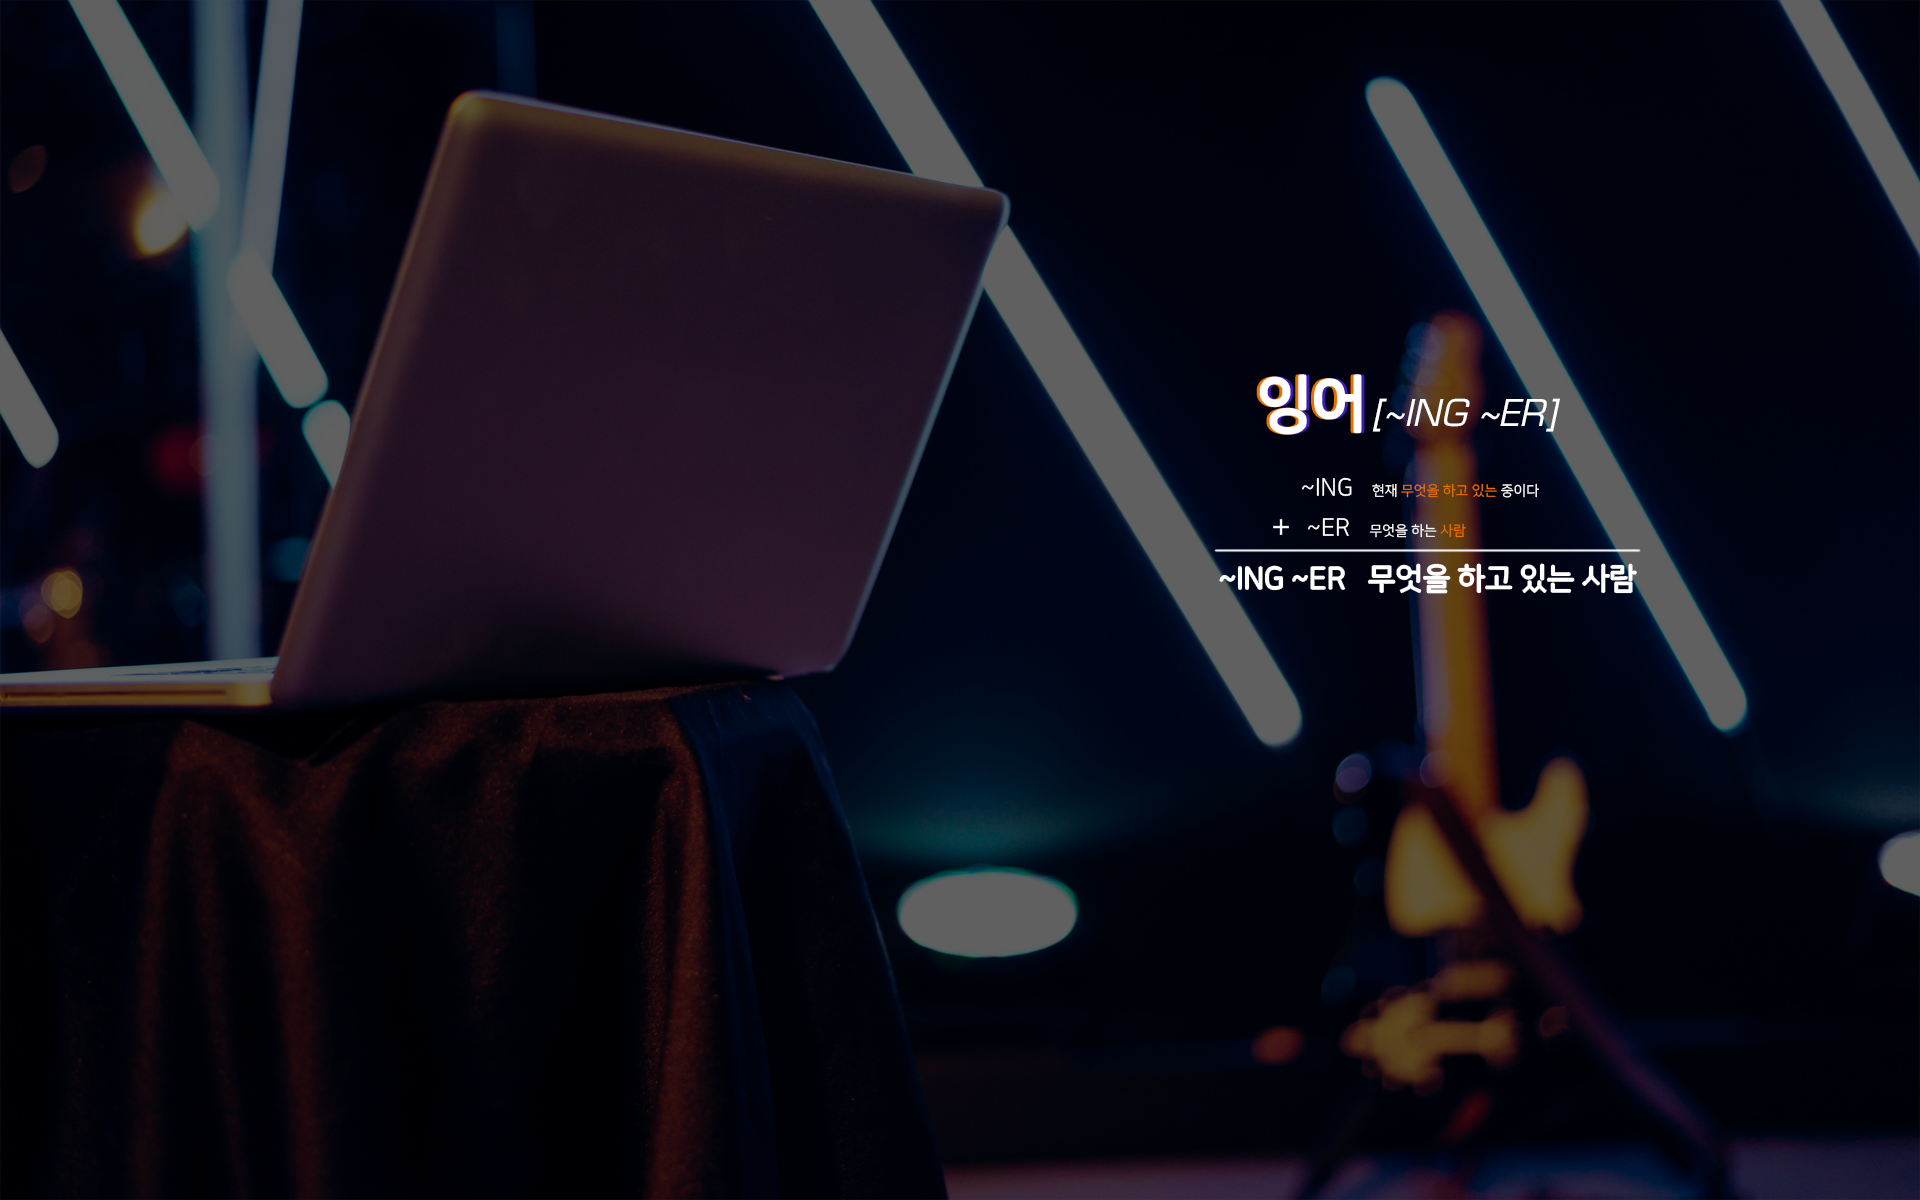 잉어 [~ING ~ER]
~ING 현재 무엇을 하고 있는 중이다
+ ~ER 무엇을 하는 사람
~ING ~ER 무엇을 하고 있는 사람